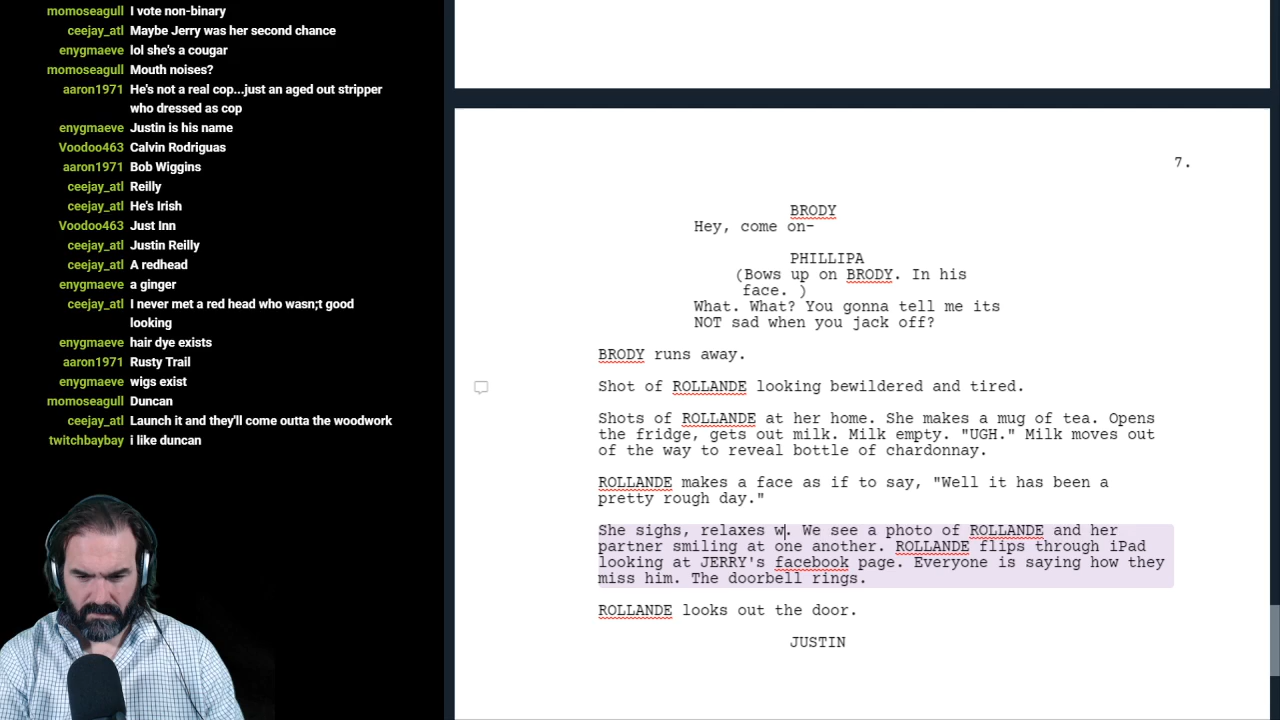 momoseagull I vote non-binary
ceejay_atl Maybe Jerry was her second chance
enygmaeve lol she's a cougar
momoseagull Mouth noises?
aaron1971 He's not a real cop...just an aged out stripper
who dressed as cop
enygmaeve Justin is his name
Voodoo463 Calvin Rodriguas
aaron1971 Bob Wiggins
ceejay_atl Reilly
ceejay_atl He's Irish
Voodoo463 Just Inn
ceejay_atl Justin Reilly
ceejay_atl A redhead
enygmaeve a ginger
ceejay_atl I never met a red head who wasn;t good
looking
enygmaeve hair dye exists
aaron1971 Rusty Trail
enygmaeve wigs exist
momoseagull Duncan
ceejay_atl Launch it and they'll come outta the woodwork
twitchbaybay i like duncan
7.
BRODY
Hey, come on-
PHILLIPA
(Bows up on BRODY. In his
face. )
What. What? You gonna tell me its
NOT sad when you jack off?
BRODY runs away.
Shot of ROLLANDE looking bewildered and tired.
Shots of ROLLANDE at her home. She makes a mug of tea. Opens
the fridge, gets out milk. Milk empty. "UGH." Milk moves out
of the way to reveal bottle of chardonnay.
ROLLANDE makes a face as if to say, "Well it has been a
pretty rough day."
She sighs, relaxes w. We see a photo of ROLLANDE and her
partner smiling at one another. ROLLANDE flips through iPad
looking at JERRY's facebook page. Everyone is saying how they
miss him. The doorbell rings.
ROLLANDE looks out the door.
JUSTIN